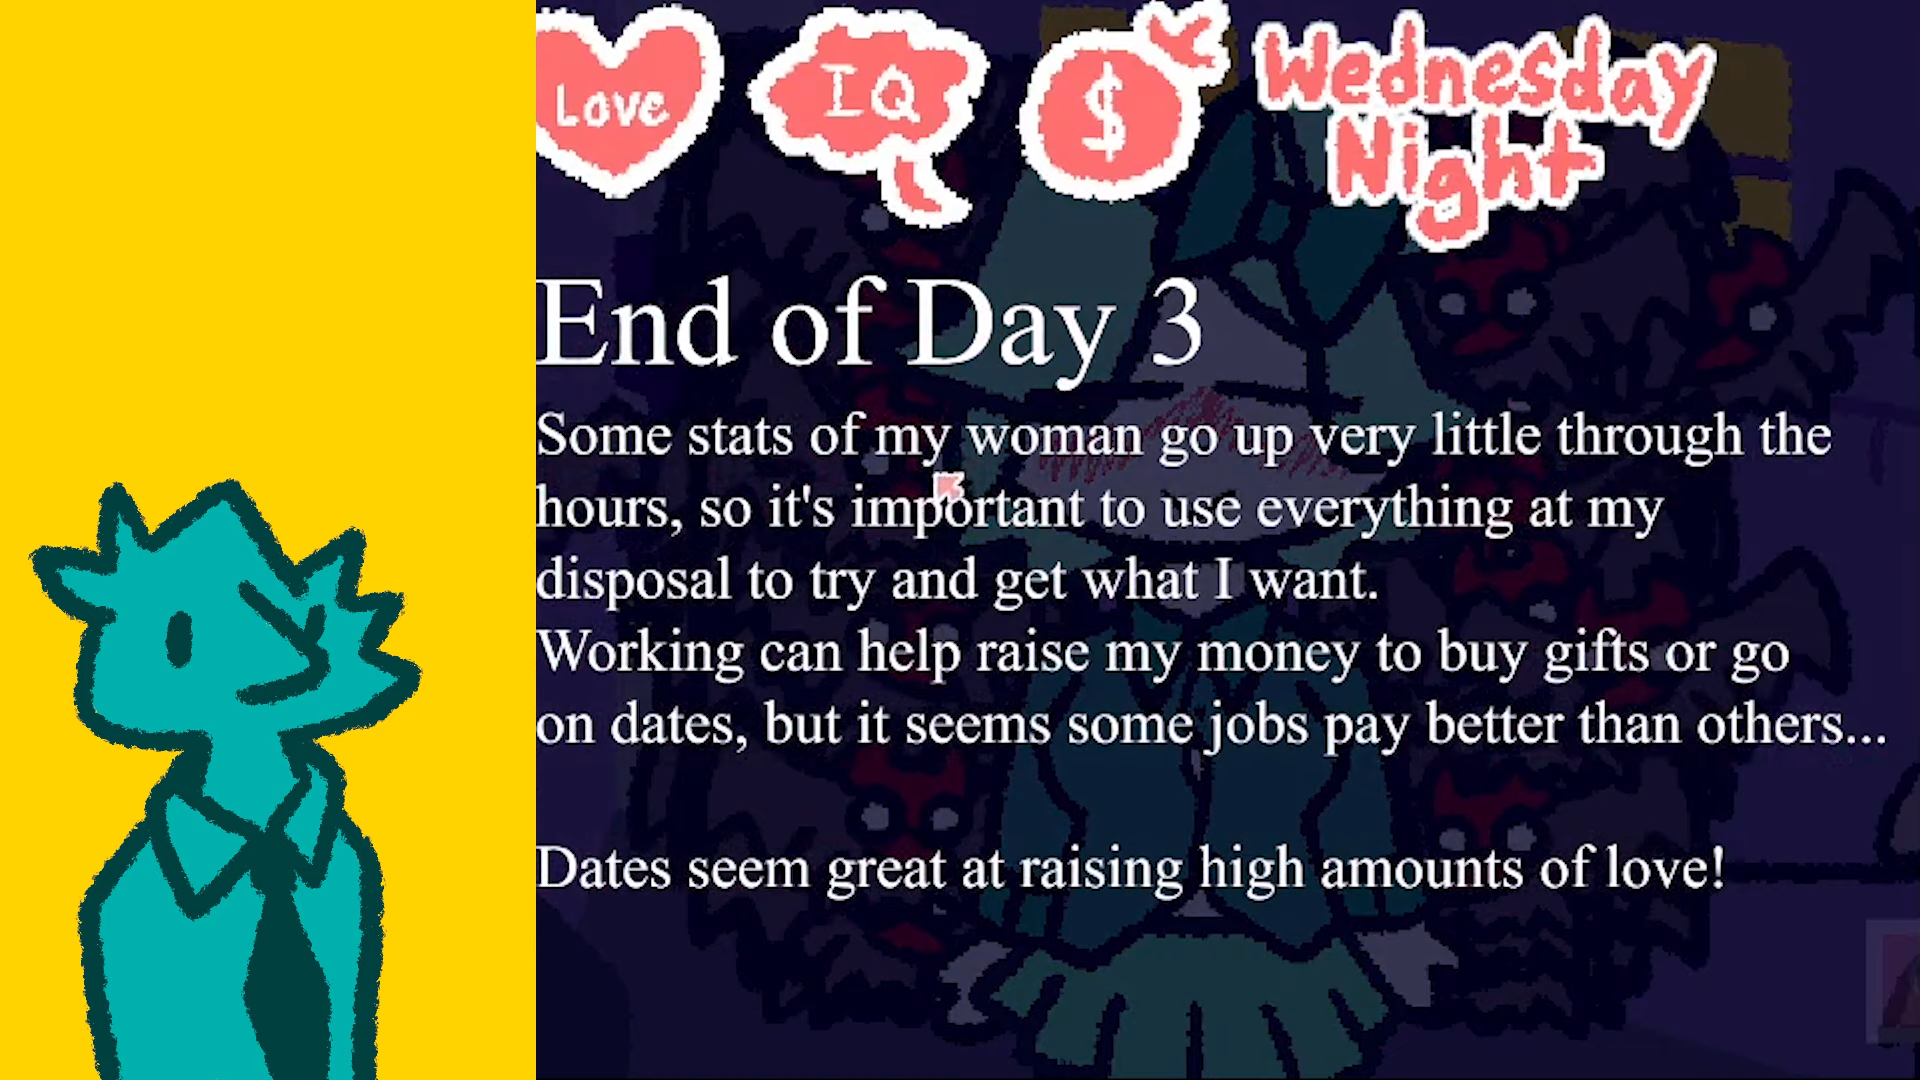 Love
IQ
$
Wednesday
Night
End of Day 3
Some stats of my woman go up very little through the
hours, so it's important to use everything at my
disposal to try and get what I want.
Working can help raise my money to buy gifts or go
on dates, but it seems some jobs pay better than others...
Dates seem great at raising high amounts of love!